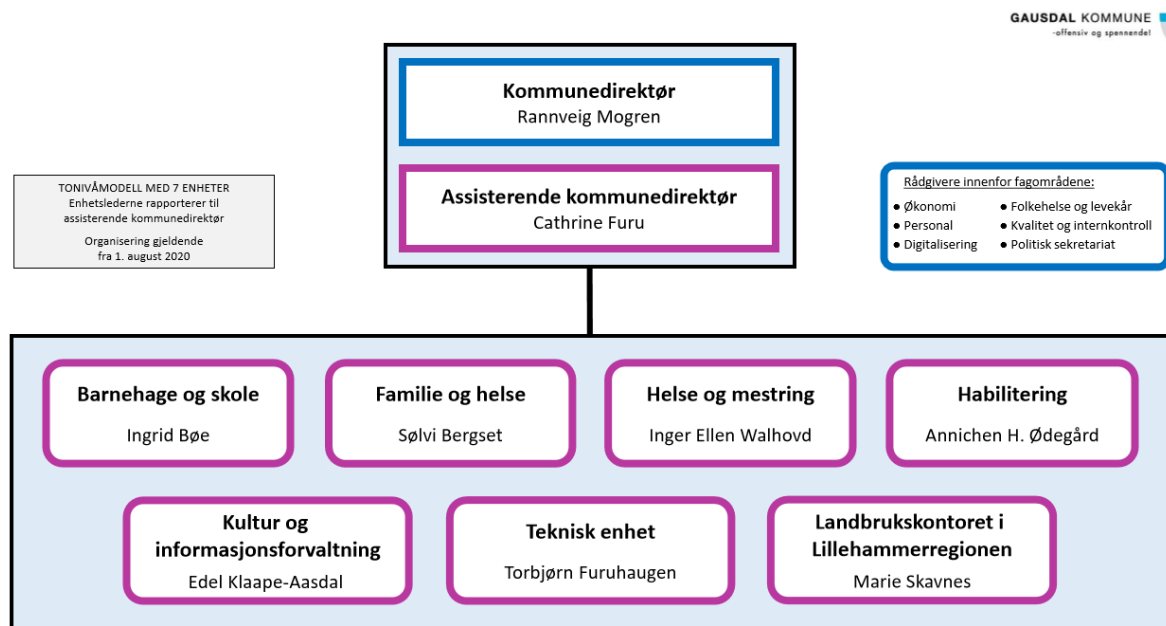 GAUSDAL KOMMUNE
-offensiv og spennende!
Kommunedirektør
Rannveig Mogren
Assisterende kommunedirektør
Cathrine Furu
TONIVÅMODELL MED 7 ENHETER
Enhetslederne rapporterer til
assisterende kommunedirektør
Organisering gjeldende
fra 1. august 2020
Rådgivere innenfor fagområdene:
● Økonomi
● Personal
● Digitalisering
● Folkehelse og levekår
● Kvalitet og internkontroll
● Politisk sekretariat
Barnehage og skole
Ingrid Bøe
Familie og helse
Sølvi Bergset
Helse og mestring
Inger Ellen Walhovd
Habilitering
Annichen H. Ødegård
Kultur og
informasjonsforvaltning
Edel Klaape-Aasdal
Teknisk enhet
Torbjørn Furuhaugen
Landbrukskontoret i
Lillehammerregionen
Marie Skavnes